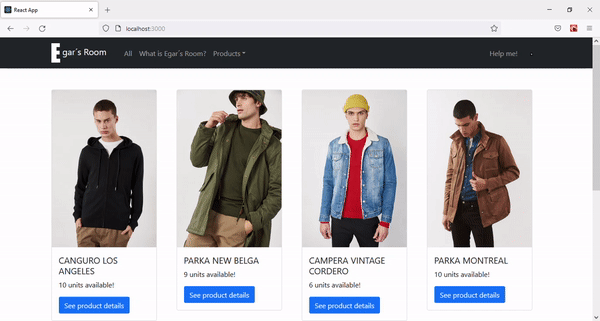 React App
localhost:3000
Egar's Room
All
What is Egar's Room?
Products
Help me!
CANGURO LOS
ANGELES
10 units available!
See product details
PARKA NEW BELGA
9 units available!
See product details
CAMPERA VINTAGE
CORDERO
6 units available!
See product details
PARKA MONTREAL
10 units available!
See product details